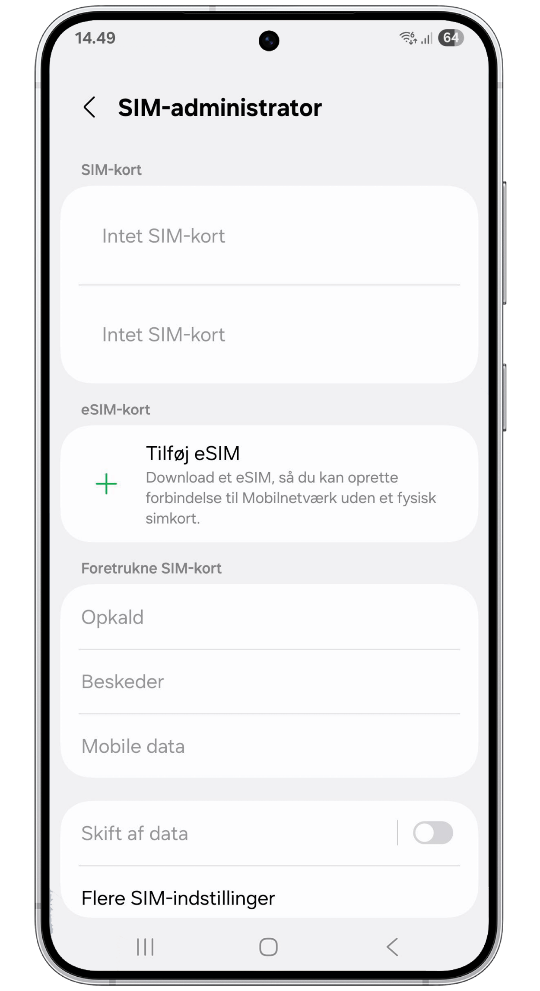 14.49
64
SIM-administrator
SIM-kort
Intet SIM-kort
Intet SIM-kort
eSIM-kort
Tilføj eSIM
Download et eSIM, så du kan oprette
forbindelse til Mobilnetværk uden et fysisk
simkort.
Foretrukne SIM-kort
Opkald
Beskeder
Mobile data
Skift af data
Flere SIM-indstillinger